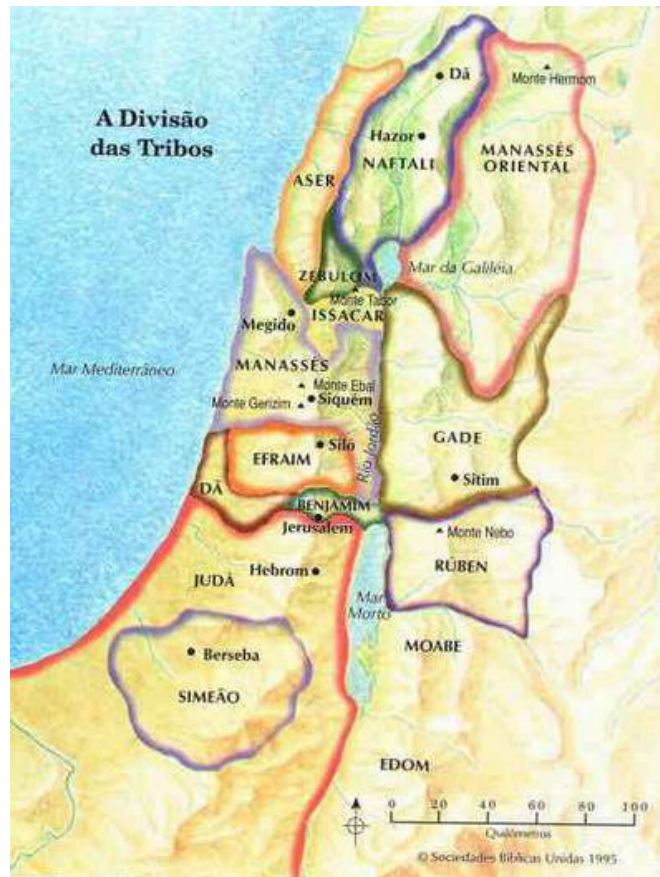 A Divisão
das Tribos
Dã
Monte Hermom
Hazor
NAFTALI
MANASSÉS
ORIENTAL
ASER
ZEBULOM
Mar da Galiléia
Monte Tabor
ISSACAR
Megido
MANASSÉS
Mar Mediterrâneo
Monte Ebal
Monte Gerizim
Siquém
Rio Jordão
GADE
Siló
EFRAIM
Sitim
DÃ
BENJAMIM
Jerusalém
Monte Nebo
RÚBEN
Hebrom
JUDÁ
Mar
Morto
MOABE
Berseba
SIMEÃO
EDOM
0 20 40 60 80 100
Quilómetros
© Sociedades Bíblicas Unidas 1995